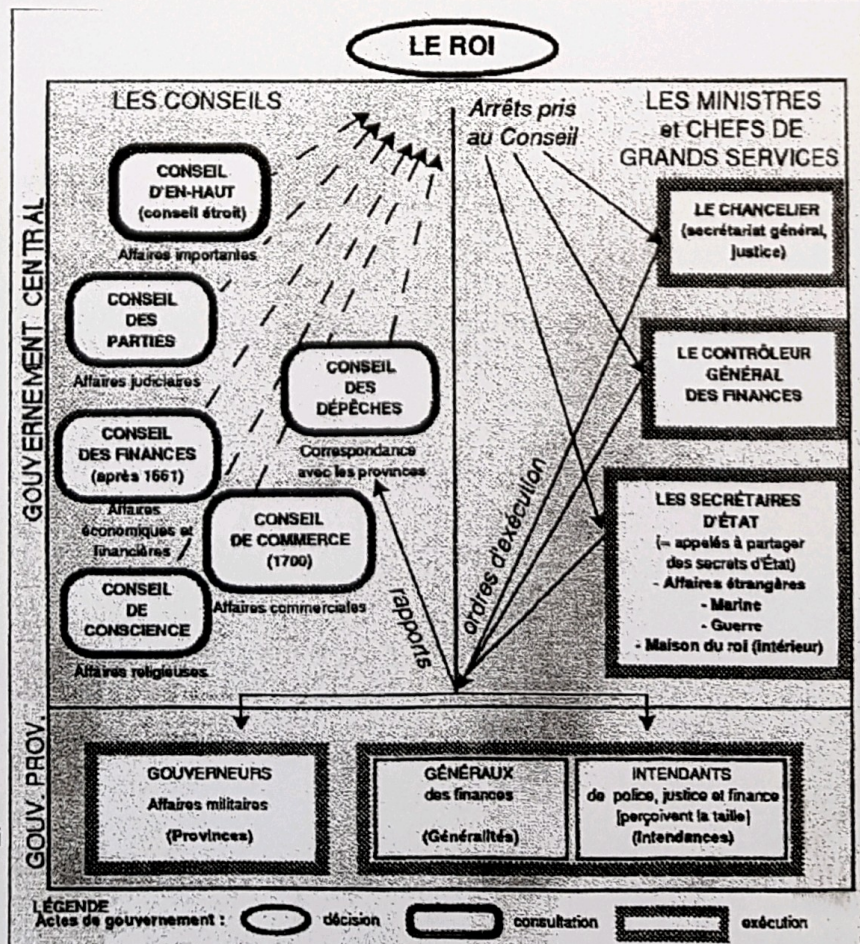 LE ROI
LES CONSEILS
CONSEIL
D'EN-HAUT
(conseil étroit)
Affaires importantes
CONSEIL
DES
PARTIES
Affaires judiciaires
CONSEIL
DES FINANCES
(après 1661)
Affaires
économiques et
financières
CONSEIL
DE
CONSCIENCE
Affaires religieuses
CONSEIL
DES
DÉPÊCHES
Correspondance
avec les provinces
CONSEIL
DE COMMERCE
(1700)
Affaires commerciales
Arrêts pris
au Conseil
LES MINISTRES
et CHEFS DE
GRANDS SERVICES
LE CHANCELIER
(secrétariat général,
justice)
LE CONTRÔLEUR
GÉNÉRAL
DES FINANCES
LES SECRÉTAIRES
D'ÉTAT
(= appelés à partager
des secrets d'État)
- Affaires étrangères
- Marine
- Guerre
- Maison du roi (intérieur)
rapports
ordres d'exécution
GOUVERNEMENT CENTRAL
GOUV. PROV.
GOUVERNEURS
Affaires militaires
(Provinces)
GÉNÉRAUX
des finances
(Généralités)
INTENDANTS
de police, justice et finance
[perçoivent la taille]
(Intendances)
LÉGENDE
Actes de gouvernement :
décision
consultation
exécution